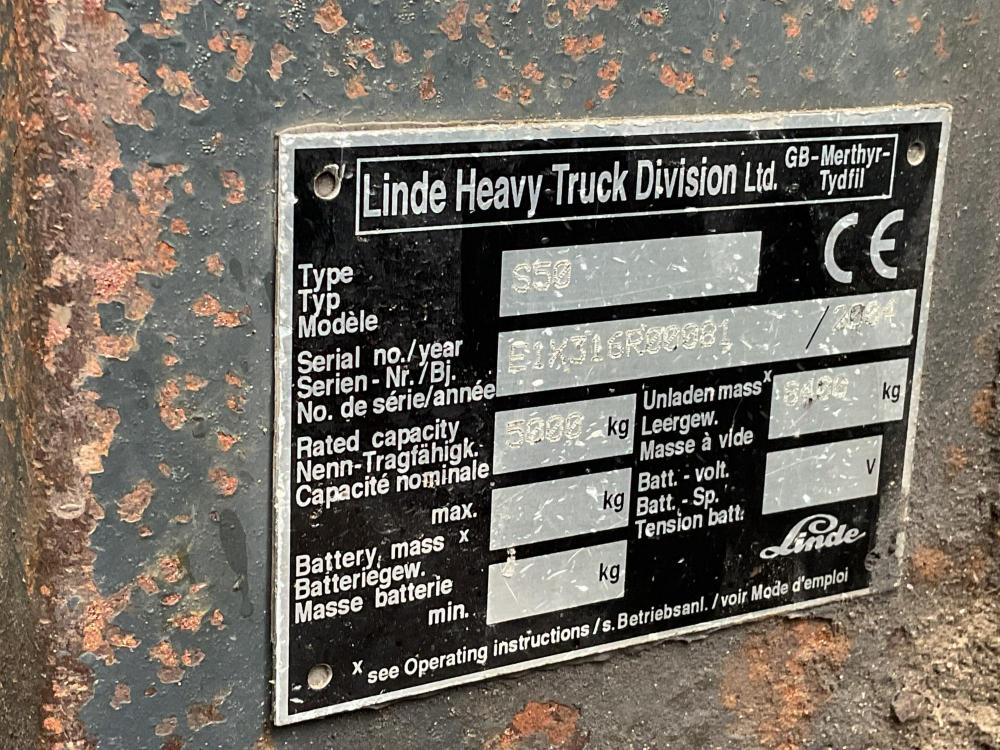 Linde Heavy Truck Division Ltd. GB-Merthyr-
Tydfil
CE
Type
Typ
Modèle
S50
Serial no./year
Serien-Nr./Bj.
No. de série/année
E1X316R00081 / 2004
Rated capacity
Nenn-Tragfähigk.
Capacité nominale
5000 kg
Unladen mass x
Leergew.
Masse à vide
kg
max.
kg
Batt.-volt.
Batt.-Sp.
Tension batt.
V
Battery, mass x
Batteriegew.
Masse batterie
min.
kg
Linde
x see Operating instructions / s. Betriebsanl. / voir Mode d'emploi